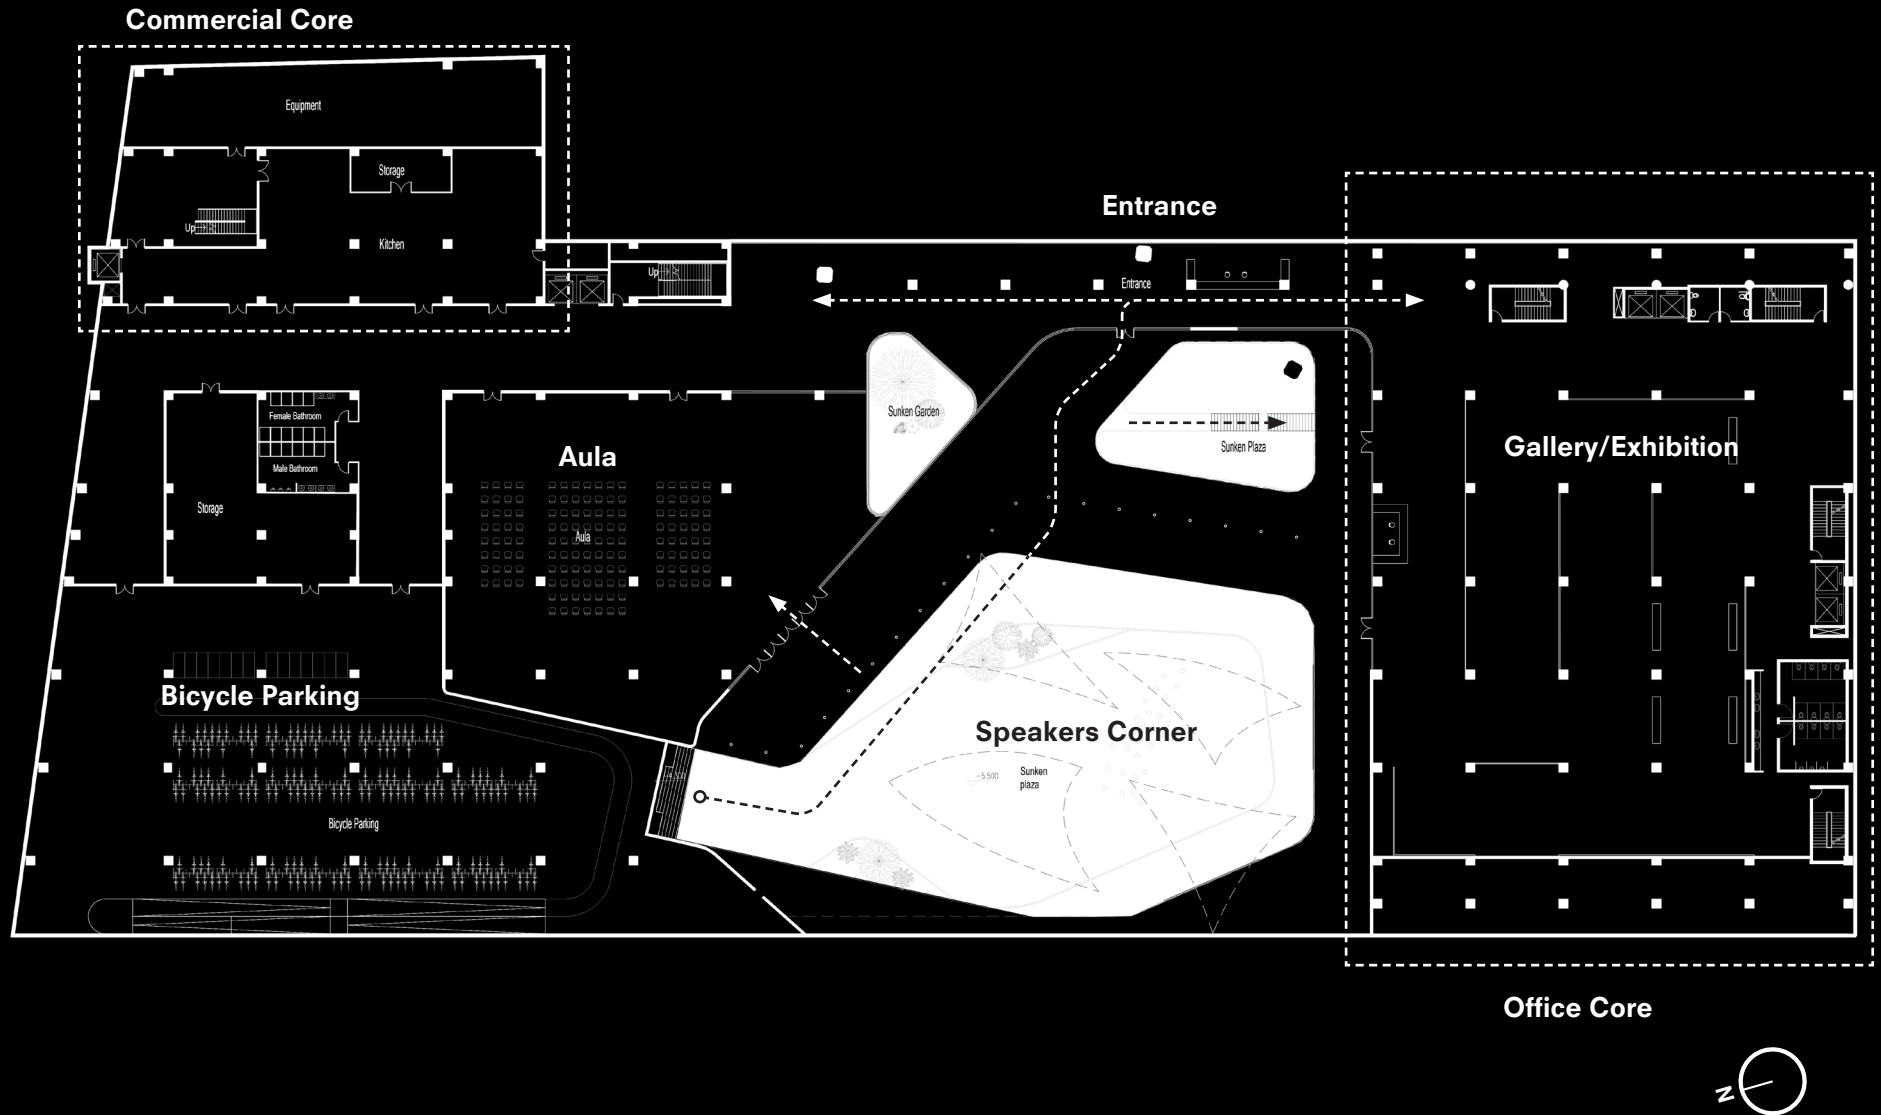 Commercial Core
Equipment
Storage
Up
Kitchen
Entrance
Up
Entrance
Sunken Garden
Female Bathroom
Male Bathroom
Storage
Aula
Aula
Sunken Plaza
Gallery/Exhibition
Bicycle Parking
Bicycle Parking
Speakers Corner
-5.500
Sunken
plaza
Office Core
N